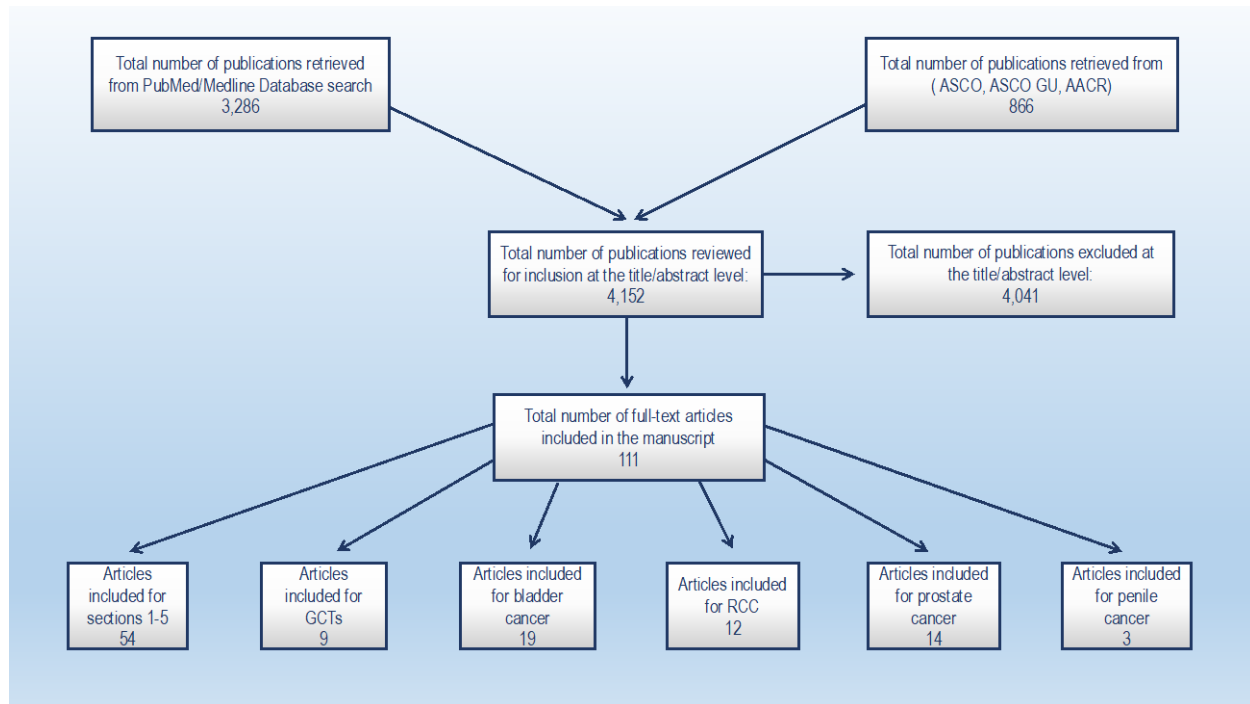 Total number of publications retrieved
from PubMed/Medline Database search
3,286
Total number of publications retrieved from
( ASCO, ASCO GU, AACR)
866
Total number of publications reviewed
for inclusion at the title/abstract level:
4,152
Total number of publications excluded at
the title/abstract level:
4,041
Total number of full-text articles
included in the manuscript
111
Articles
included for
sections 1-5
54
Articles
included for
GCTs
9
Articles included
for bladder
cancer
19
Articles included
for RCC
12
Articles included
for prostate
cancer
14
Articles included
for penile
cancer
3